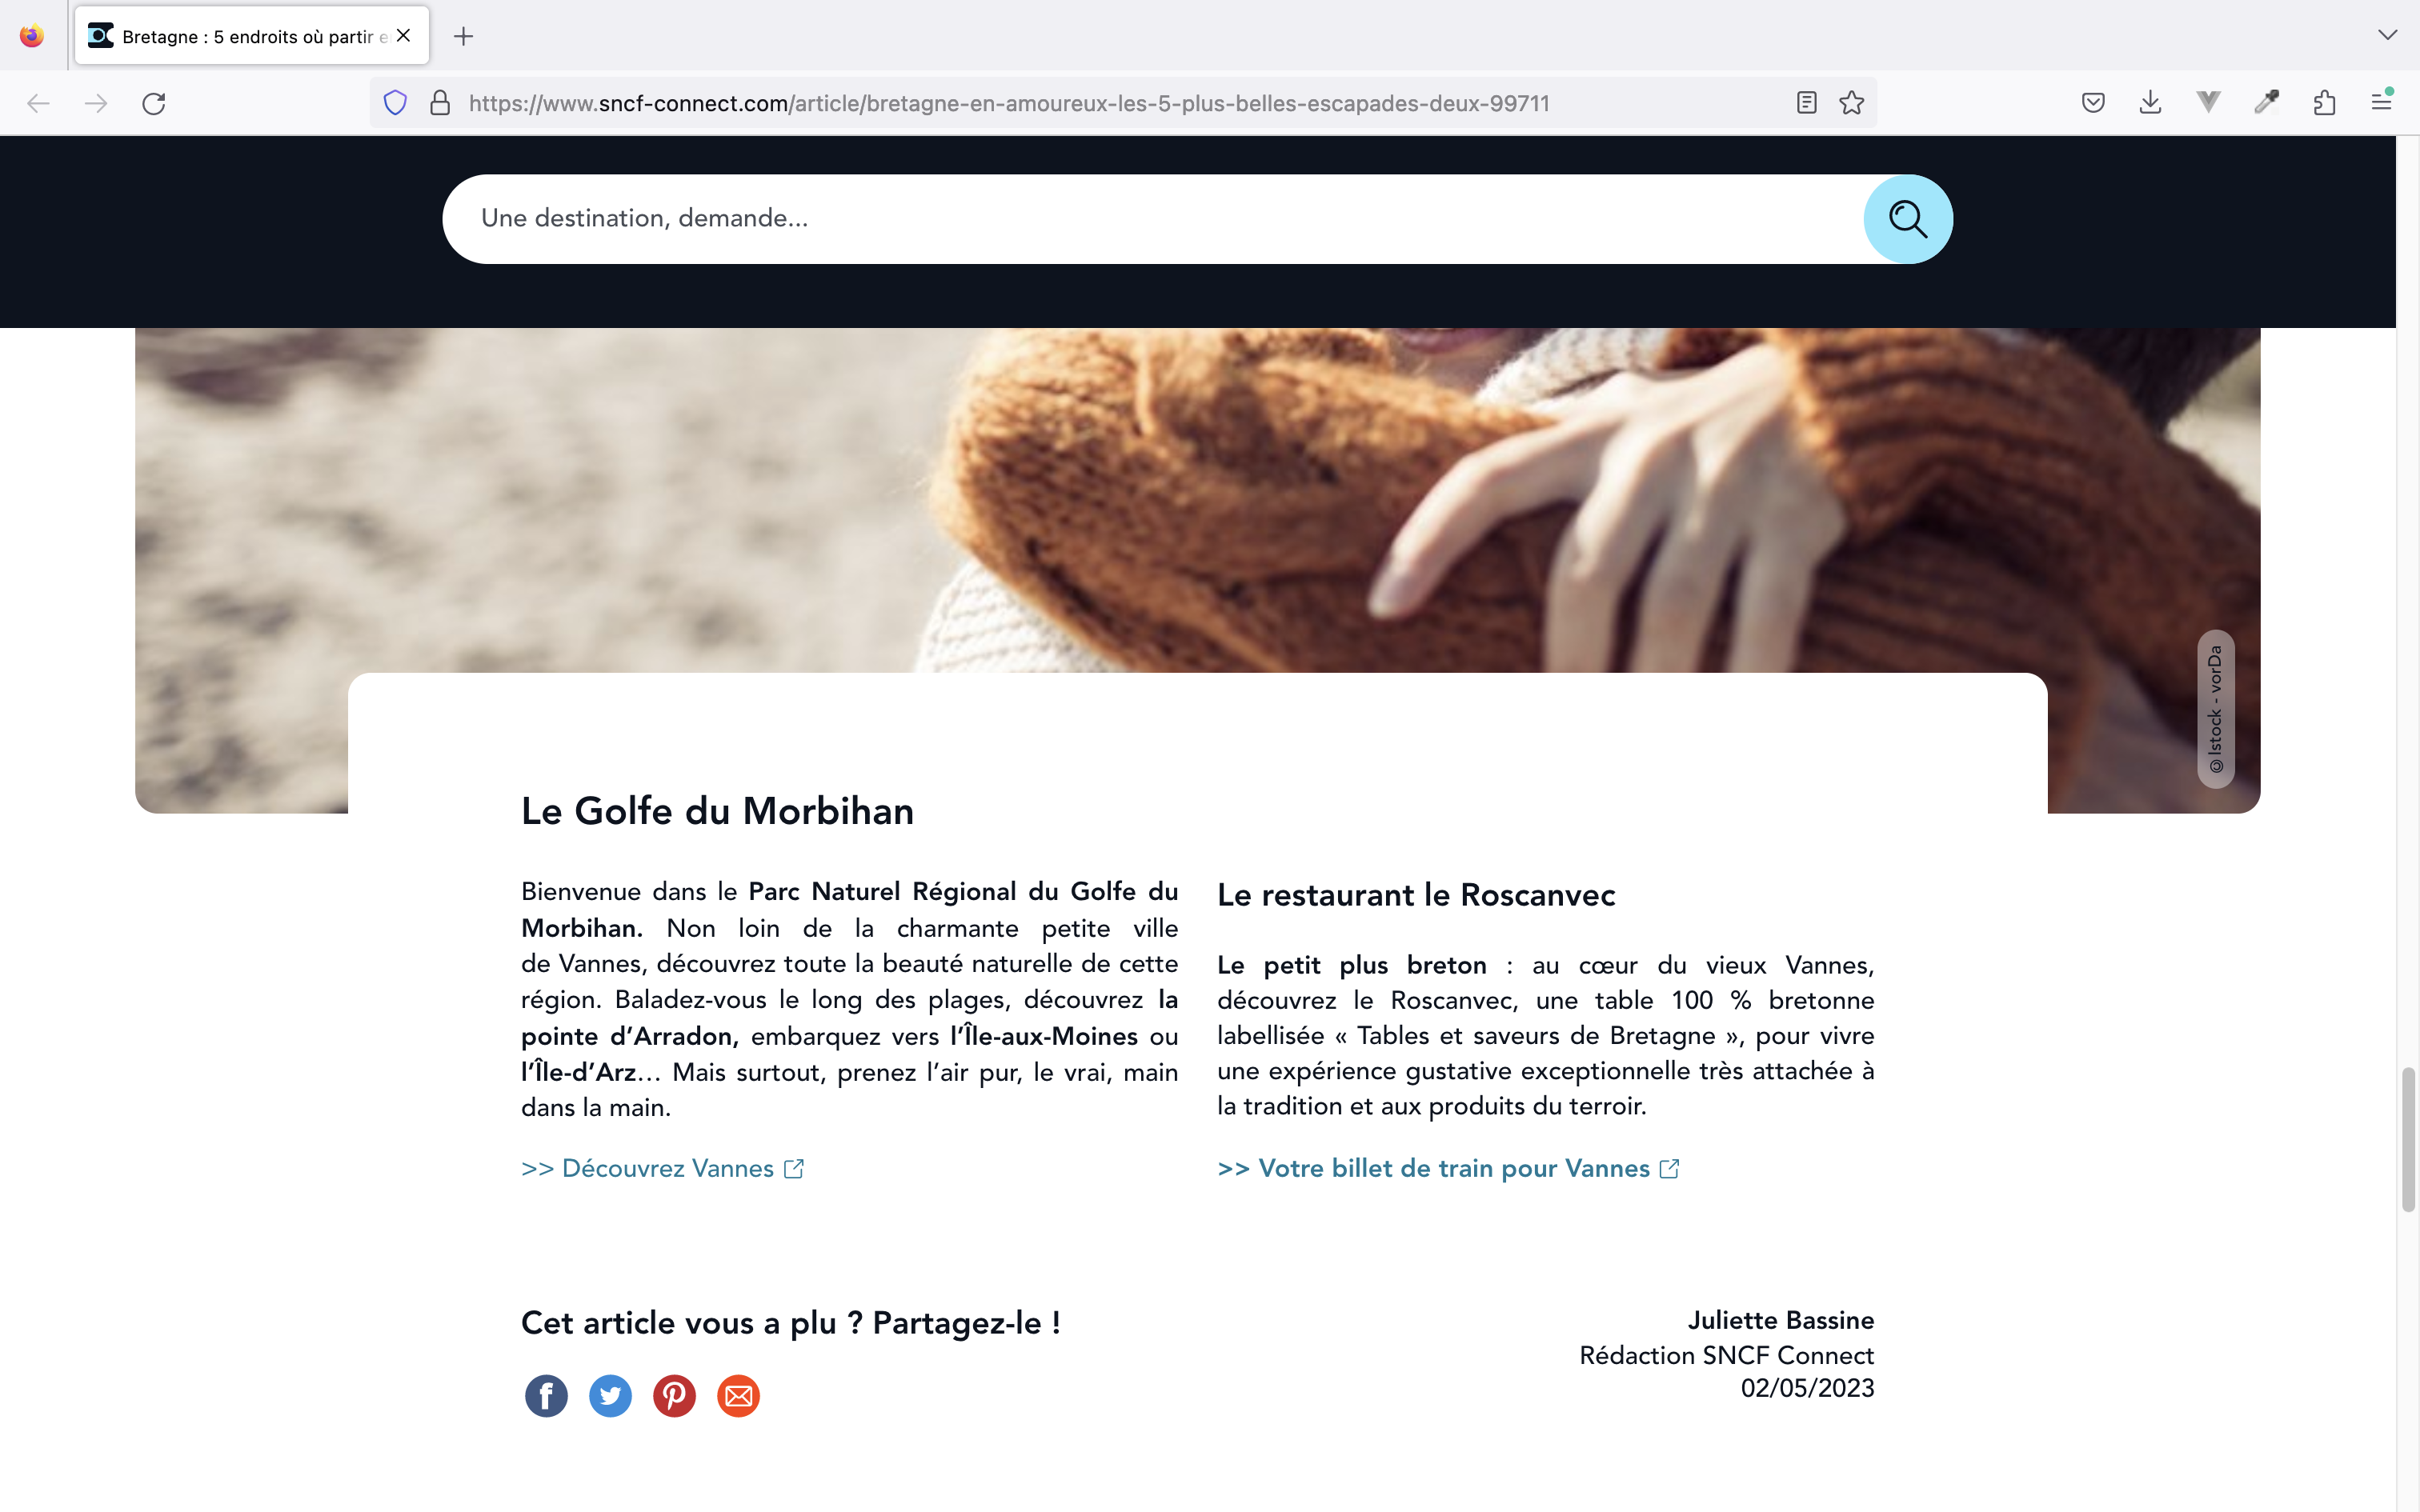 Bretagne : 5 endroits où partir e
https://www.sncf-connect.com/article/bretagne-en-amoureux-les-5-plus-belles-escapades-deux-99711
Une destination, demande...
©Istock - vorDa
Le Golfe du Morbihan
Bienvenue dans le Parc Naturel Régional du Golfe du
Morbihan. Non loin de la charmante petite ville
de Vannes, découvrez toute la beauté naturelle de cette
région. Baladez-vous le long des plages, découvrez la
pointe d’Arradon, embarquez vers l’Île-aux-Moines ou
l’Île-d’Arz… Mais surtout, prenez l’air pur, le vrai, main
dans la main.
>> Découvrez Vannes
Le restaurant le Roscanvec
Le petit plus breton : au cœur du vieux Vannes,
découvrez le Roscanvec, une table 100 % bretonne
labellisée « Tables et saveurs de Bretagne », pour vivre
une expérience gustative exceptionnelle très attachée à
la tradition et aux produits du terroir.
>> Votre billet de train pour Vannes
Cet article vous a plu ? Partagez-le !
Juliette Bassine
Rédaction SNCF Connect
02/05/2023